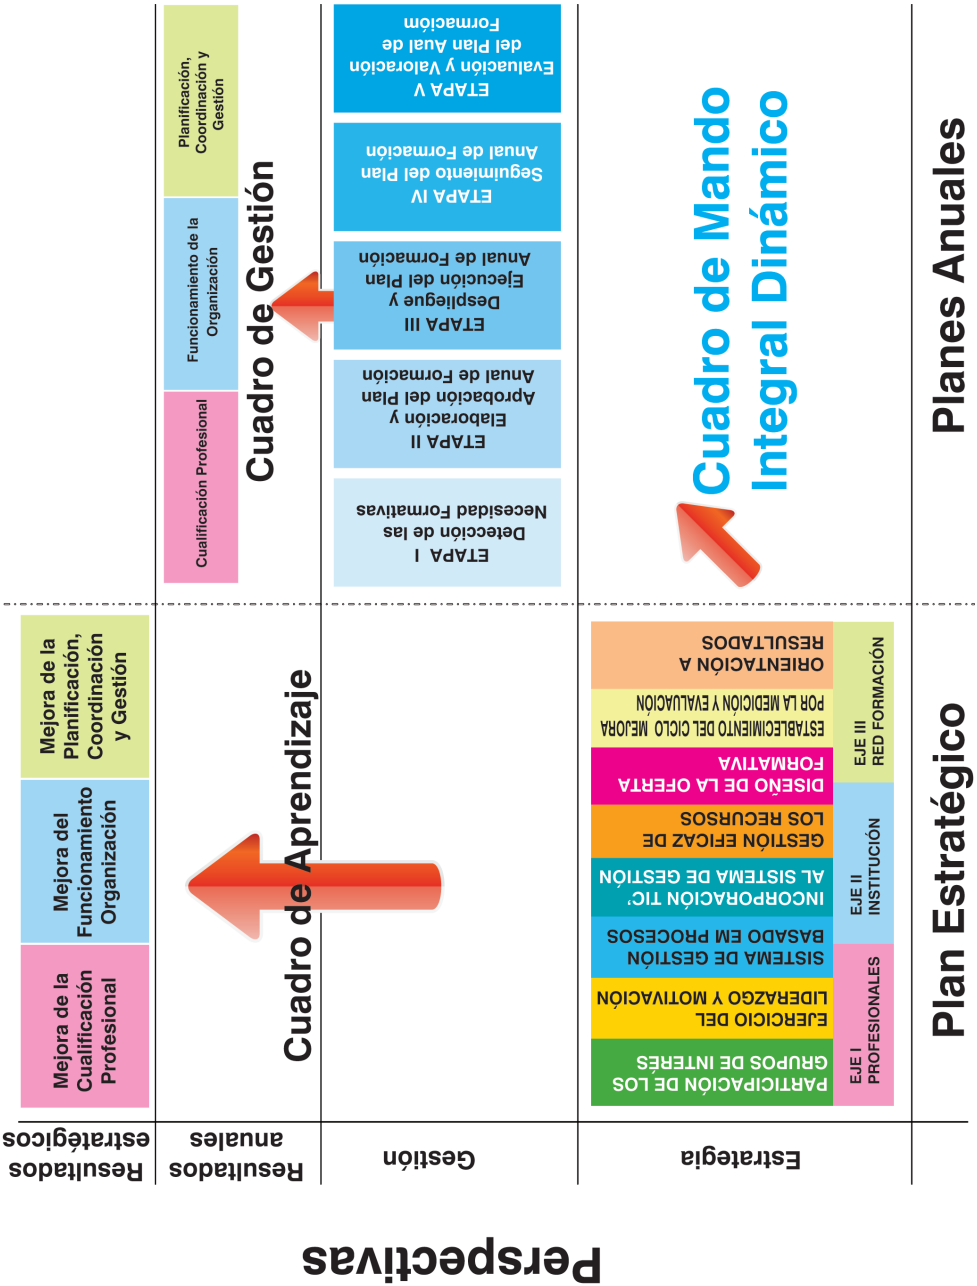 Perspectivas
Resultados
estratégicos
Resultados
anuales
Gestión
Estrategia
Mejora de la
Cualificación
Profesional
Mejora del
Funcionamiento
Organización
Mejora de la
Planificación,
Coordinación
y Gestión
Cuadro de Aprendizaje
PARTICIPACIÓN DE LOS
GRUPOS DE INTERÉS
EJERCICIO DEL
LIDERAZGO Y MOTIVACIÓN
SISTEMA DE GESTIÓN
BASADO EM PROCESOS
INCORPORACIÓN TIC'
AL SISTEMA DE GESTIÓN
GESTIÓN EFICAZ DE
LOS RECURSOS
DISEÑO DE LA OFERTA
FORMATIVA
ESTABLECIMIENTO DEL CICLO MEJORA
POR LA MEDICIÓN Y EVALUACIÓN
ORIENTACIÓN A
RESULTADOS
EJE I
PROFESIONALES
EJE II
INSTITUCIÓN
EJE III
RED FORMACIÓN
Plan Estratégico
Cualificación Profesional
Funcionamiento de la
Organización
Planificación,
Coordinación y
Gestión
Cuadro de Gestión
ETAPA I
Detección de las
Necesidad Formativas
ETAPA II
Elaboración y
Aprobación del Plan
Anual de Formación
ETAPA III
Despliegue y
Ejecución del Plan
Anual de Formación
ETAPA IV
Seguimiento del Plan
Anual de Formación
ETAPA V
Evaluación y Valoración
del Plan Aual de
Formacióm
Cuadro de Mando
Integral Dinámico
Planes Anuales